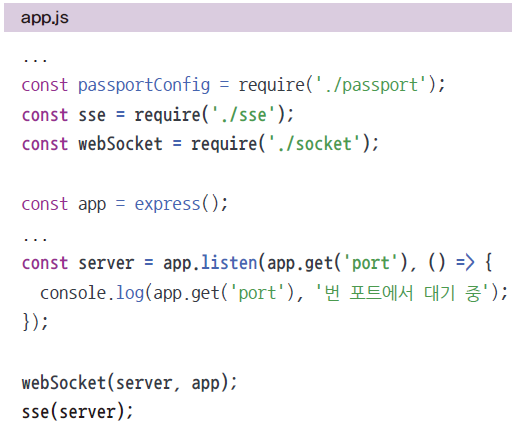 app.js
...
const passportConfig = require('./passport');
const sse = require('./sse');
const webSocket = require('./socket');
const app = express();
...
const server = app.listen(app.get('port'), () => {
  console.log(app.get('port'), '번 포트에서 대기 중');
});
webSocket(server, app);
sse(server);